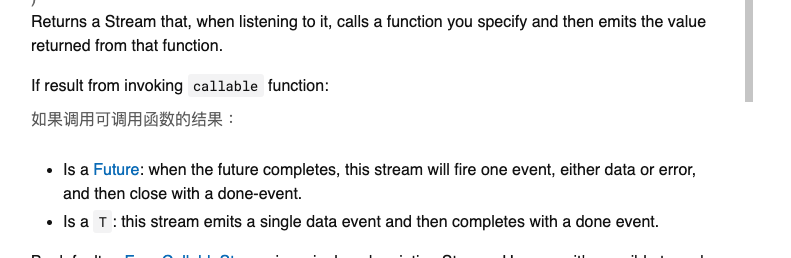 Returns a Stream that, when listening to it, calls a function you specify and then emits the value
returned from that function.
If result from invoking callable function:
如果调用可调用函数的结果：
• Is a Future: when the future completes, this stream will fire one event, either data or error,
and then close with a done-event.
• Is a T : this stream emits a single data event and then completes with a done event.